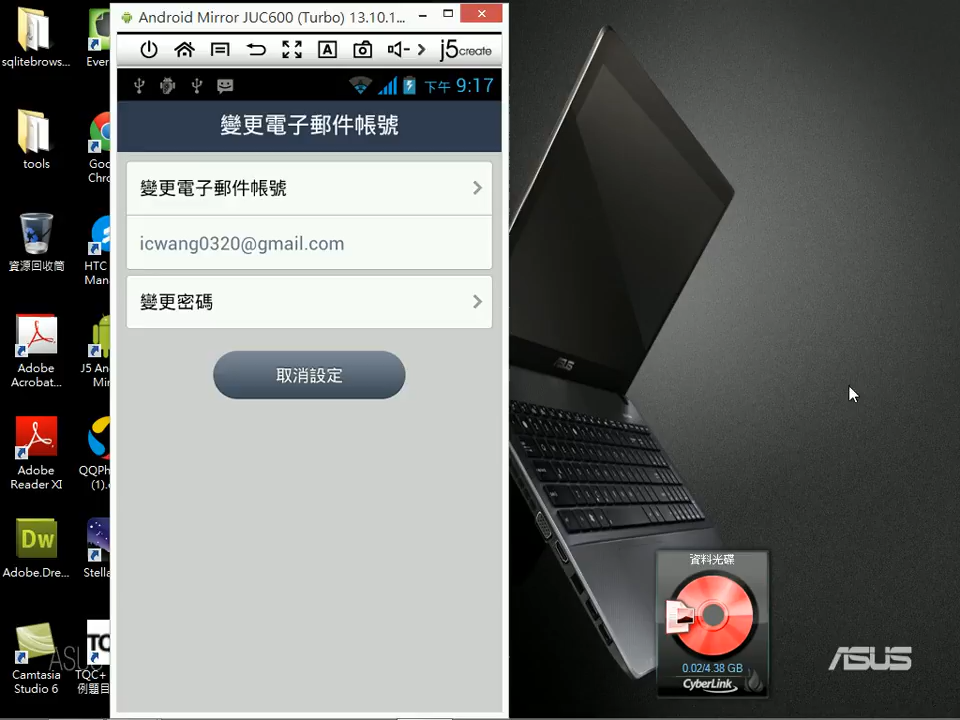 Android Mirror JUC600 (Turbo) 13.10.1...
j5create
下午 9:17
變更電子郵件帳號
變更電子郵件帳號
icwang0320@gmail.com
變更密碼
取消設定
sqlitebrows...
Ever
tools
Goo
Chro
資源回收筒
HTC
Man
Adobe
Acrobat...
J5 An
Mi
Adobe
Reader XI
QQPh
(1).e
Dw
Adobe.Dre...
Stella
Camtasia
Studio 6
TQC+
例題目
ASUS
資料光碟
0.02/4.38 GB
CyberLink
ASUS